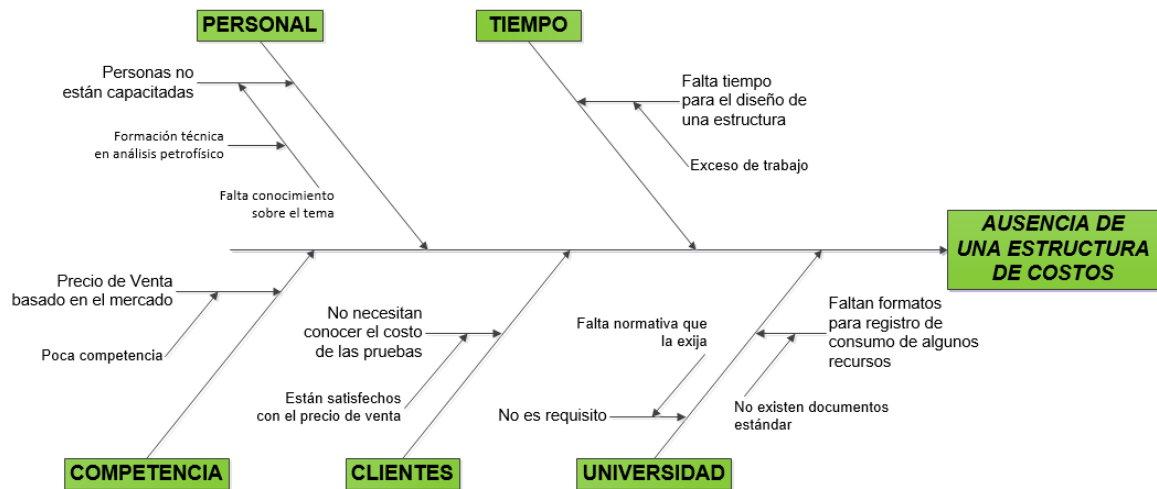 PERSONAL
TIEMPO
Personas no
están capacitadas
Formación técnica
en análisis petrofísico
Falta conocimiento
sobre el tema
Falta tiempo
para el diseño de
una estructura
Exceso de trabajo
AUSENCIA DE
UNA ESTRUCTURA
DE COSTOS
Precio de Venta
basado en el mercado
Poca competencia
No necesitan
conocer el costo
de las pruebas
Están satisfechos
con el precio de venta
Falta normativa que
la exija
No es requisito
Faltan formatos
para registro de
consumo de algunos
recursos
No existen documentos
estándar
COMPETENCIA
CLIENTES
UNIVERSIDAD